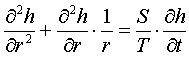 ∂²h/∂r² + ∂²h/∂r · 1/r = S/T · ∂h/∂t